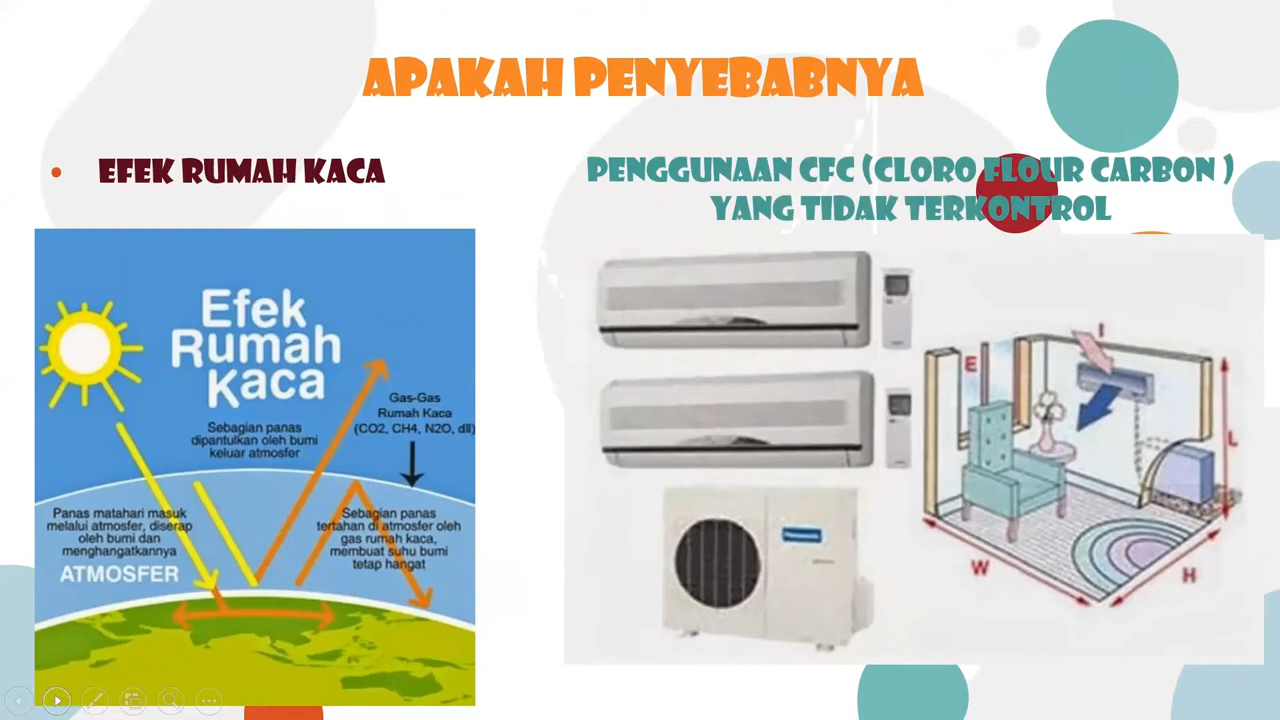 APAKAH PENYEBABNYA
• EFEK RUMAH KACA
Efek
Rumah
Kaca
Gas-Gas
Rumah Kaca
(CO2, CH4, N2O, dll)
Sebagian panas
dipantulkan oleh bumi
keluar atmosfer
Panas matahari masuk
melalui atmosfer, diserap
oleh bumi dan
menghangatkannya
Sebagian panas
tertahan di atmosfer oleh
gas rumah kaca,
membuat suhu bumi
tetap hangat
ATMOSFER
PENGGUNAAN CFC (CLORO FLOUR CARBON )
YANG TIDAK TERKONTROL
I
E
L
W
H